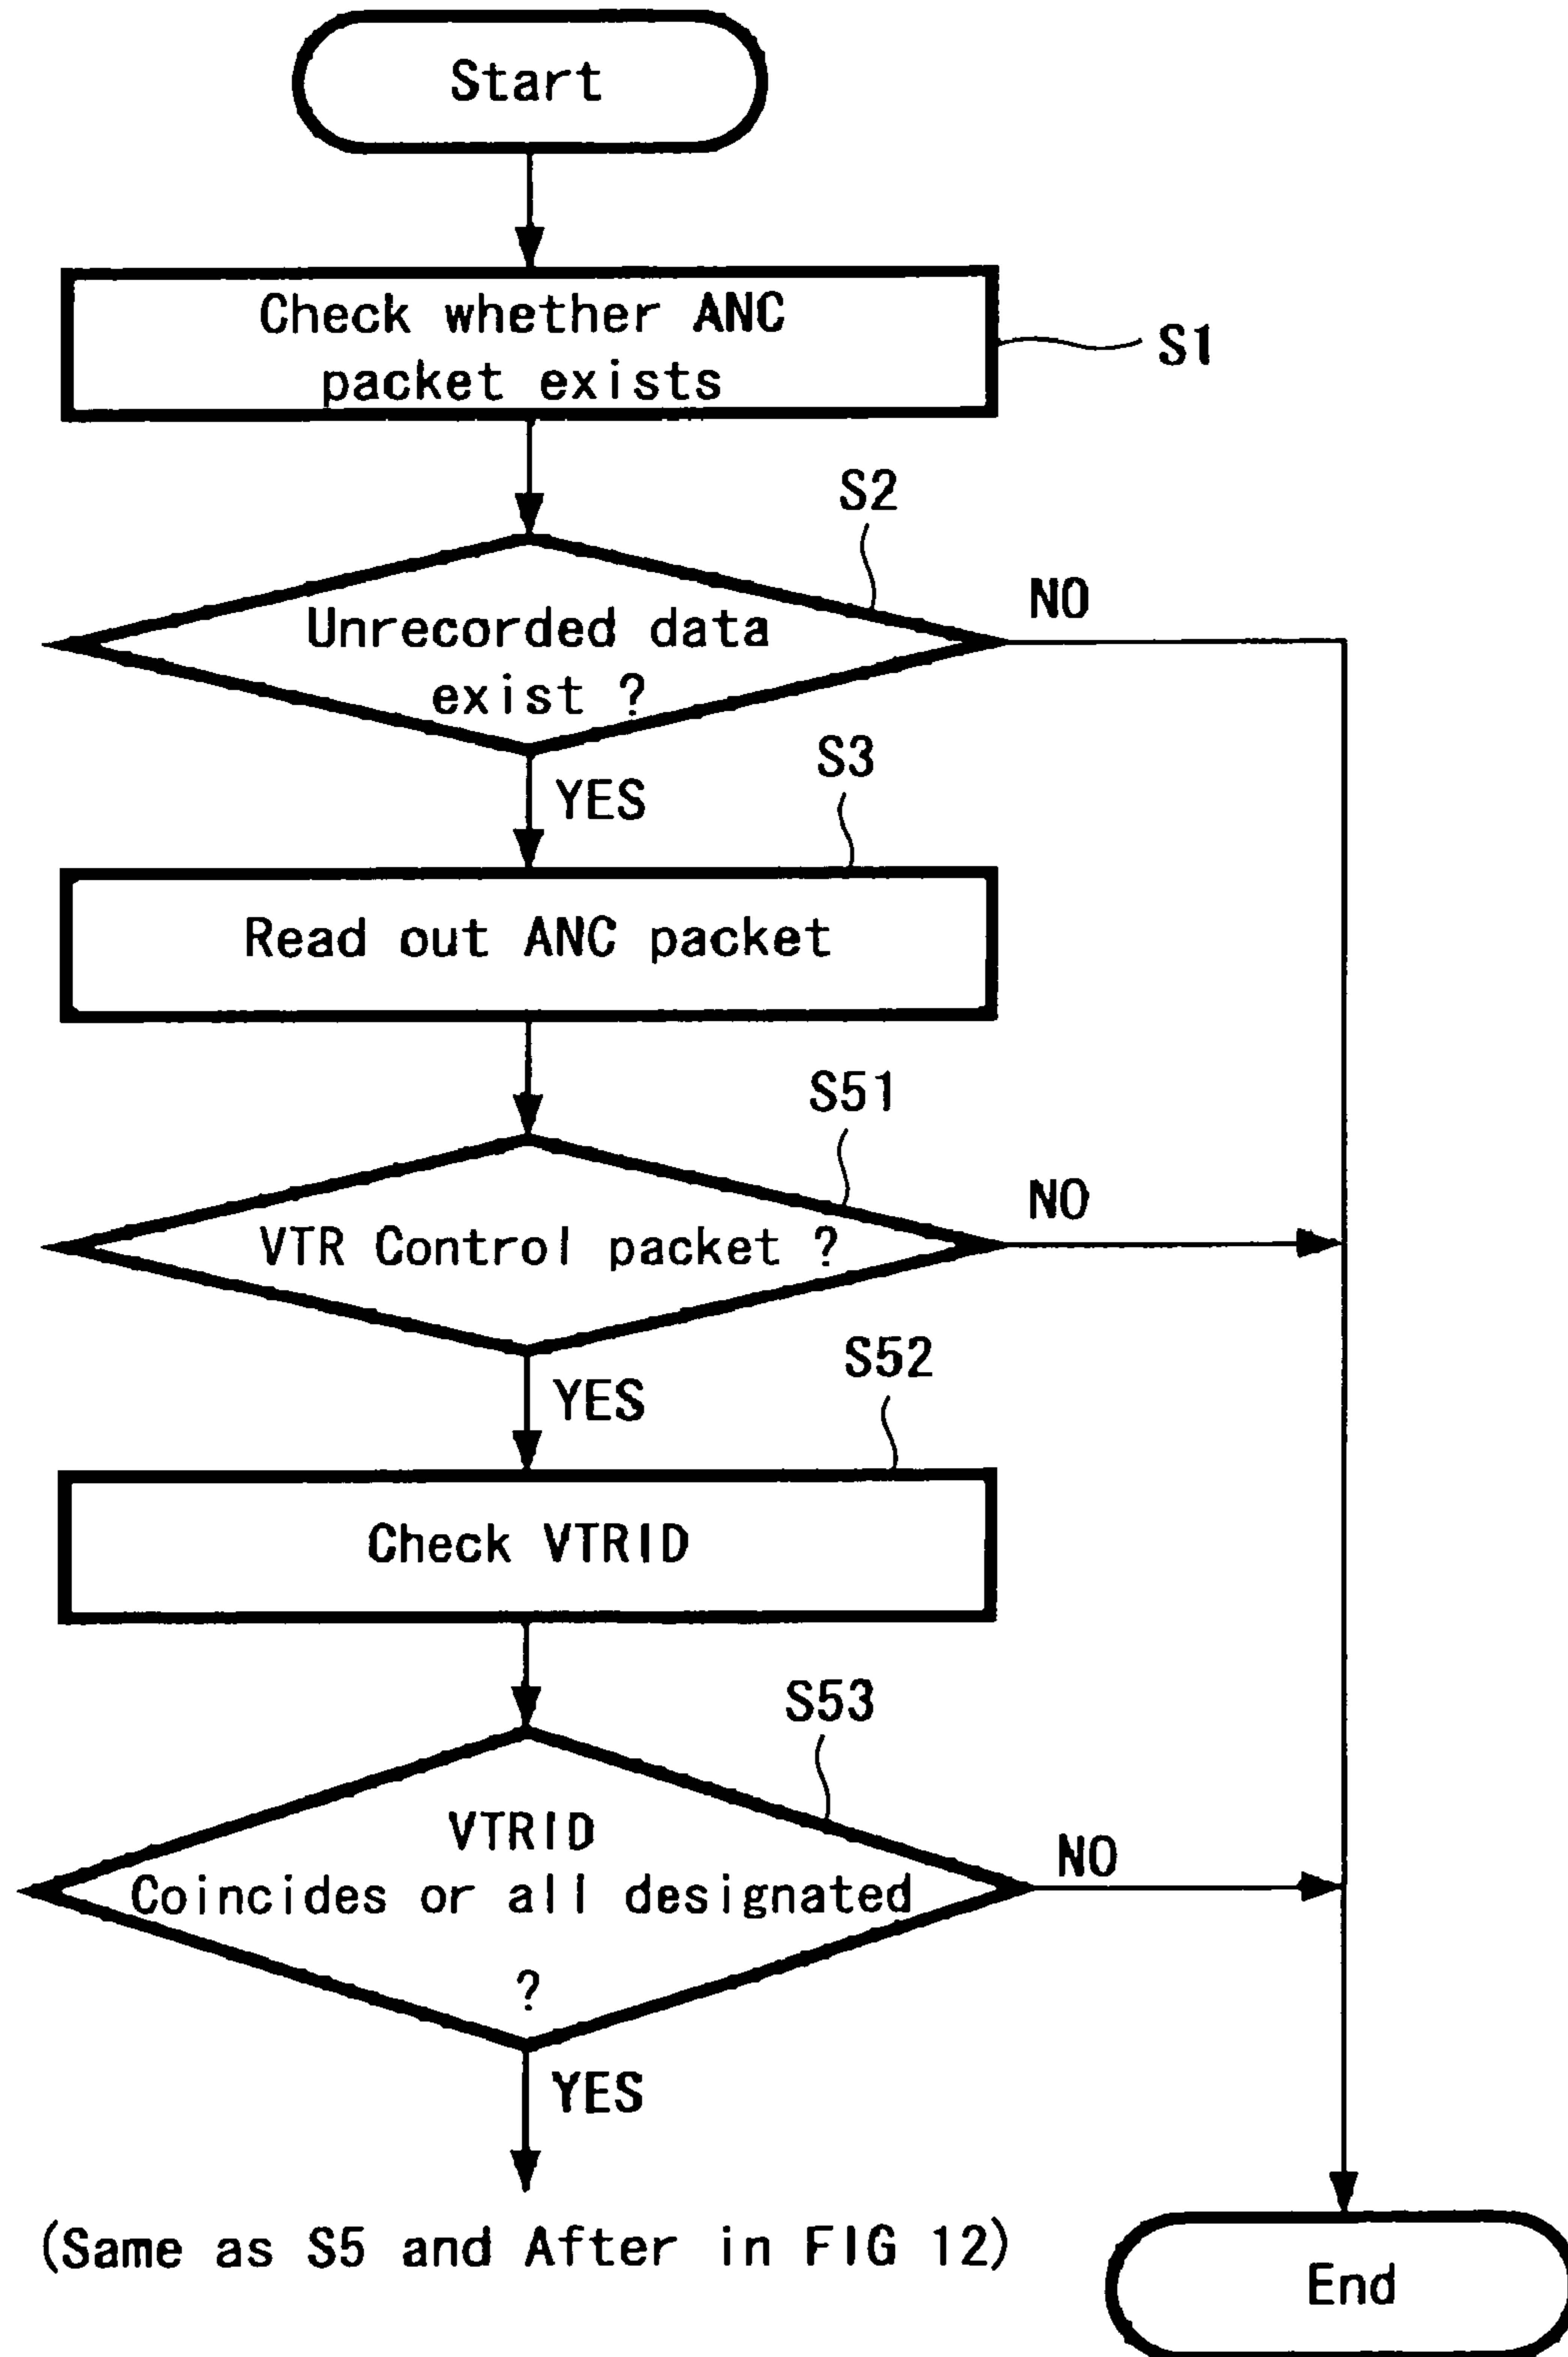 Start
Check whether ANC
packet exists
S1
S2
Unrecorded data
exist ?
NO
YES
S3
Read out ANC packet
S51
VTR Control packet ?
NO
YES
S52
Check VTRID
S53
VTRID
Coincides or all designated
?
NO
YES
(Same as S5 and After in FIG 12)
End